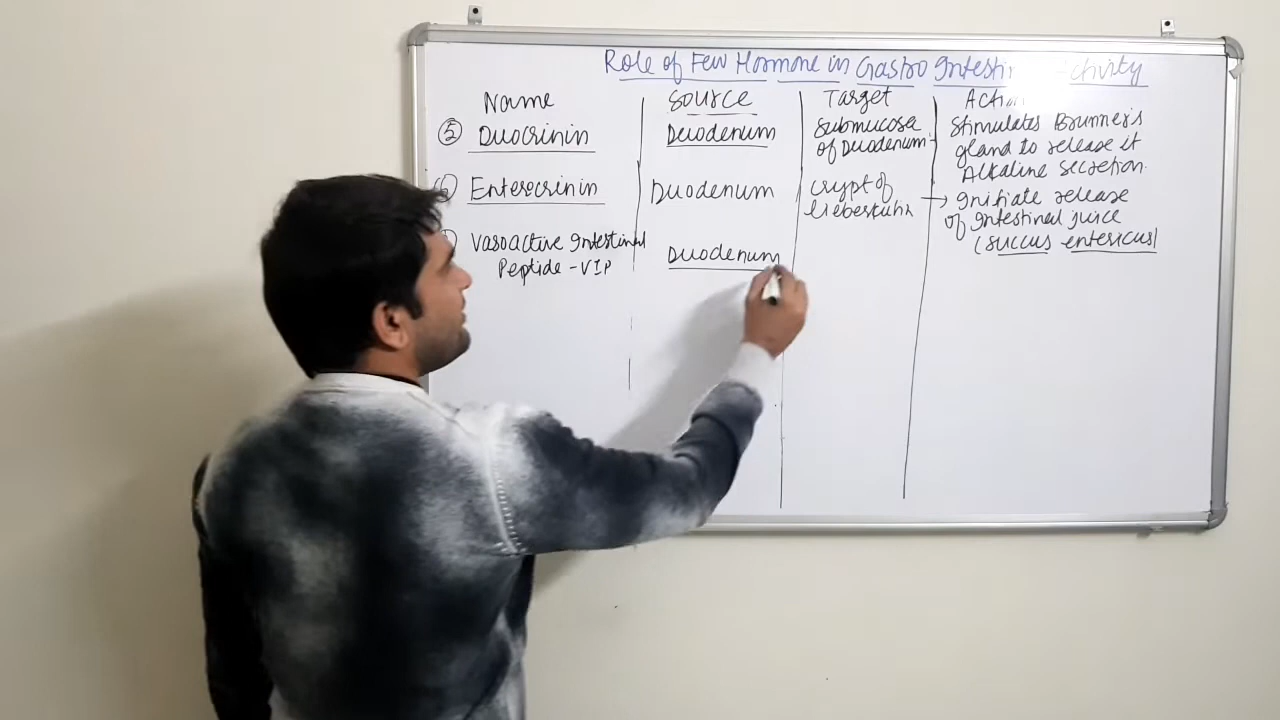 Role of Few Hormone in Gastro Intesti ctivity
Name Source Target Action
⑤ Duocrinin Duodenum Submucosa of Duodenum Stimulates Brunner's gland to release it Alkaline secretion.
Enterocrinin Duodenum Crypt of Lieberkuhn → Initiate release of Intestinal juice (Succus entericus)
Vasoactive Intestinal Peptide - VIP Duodenum